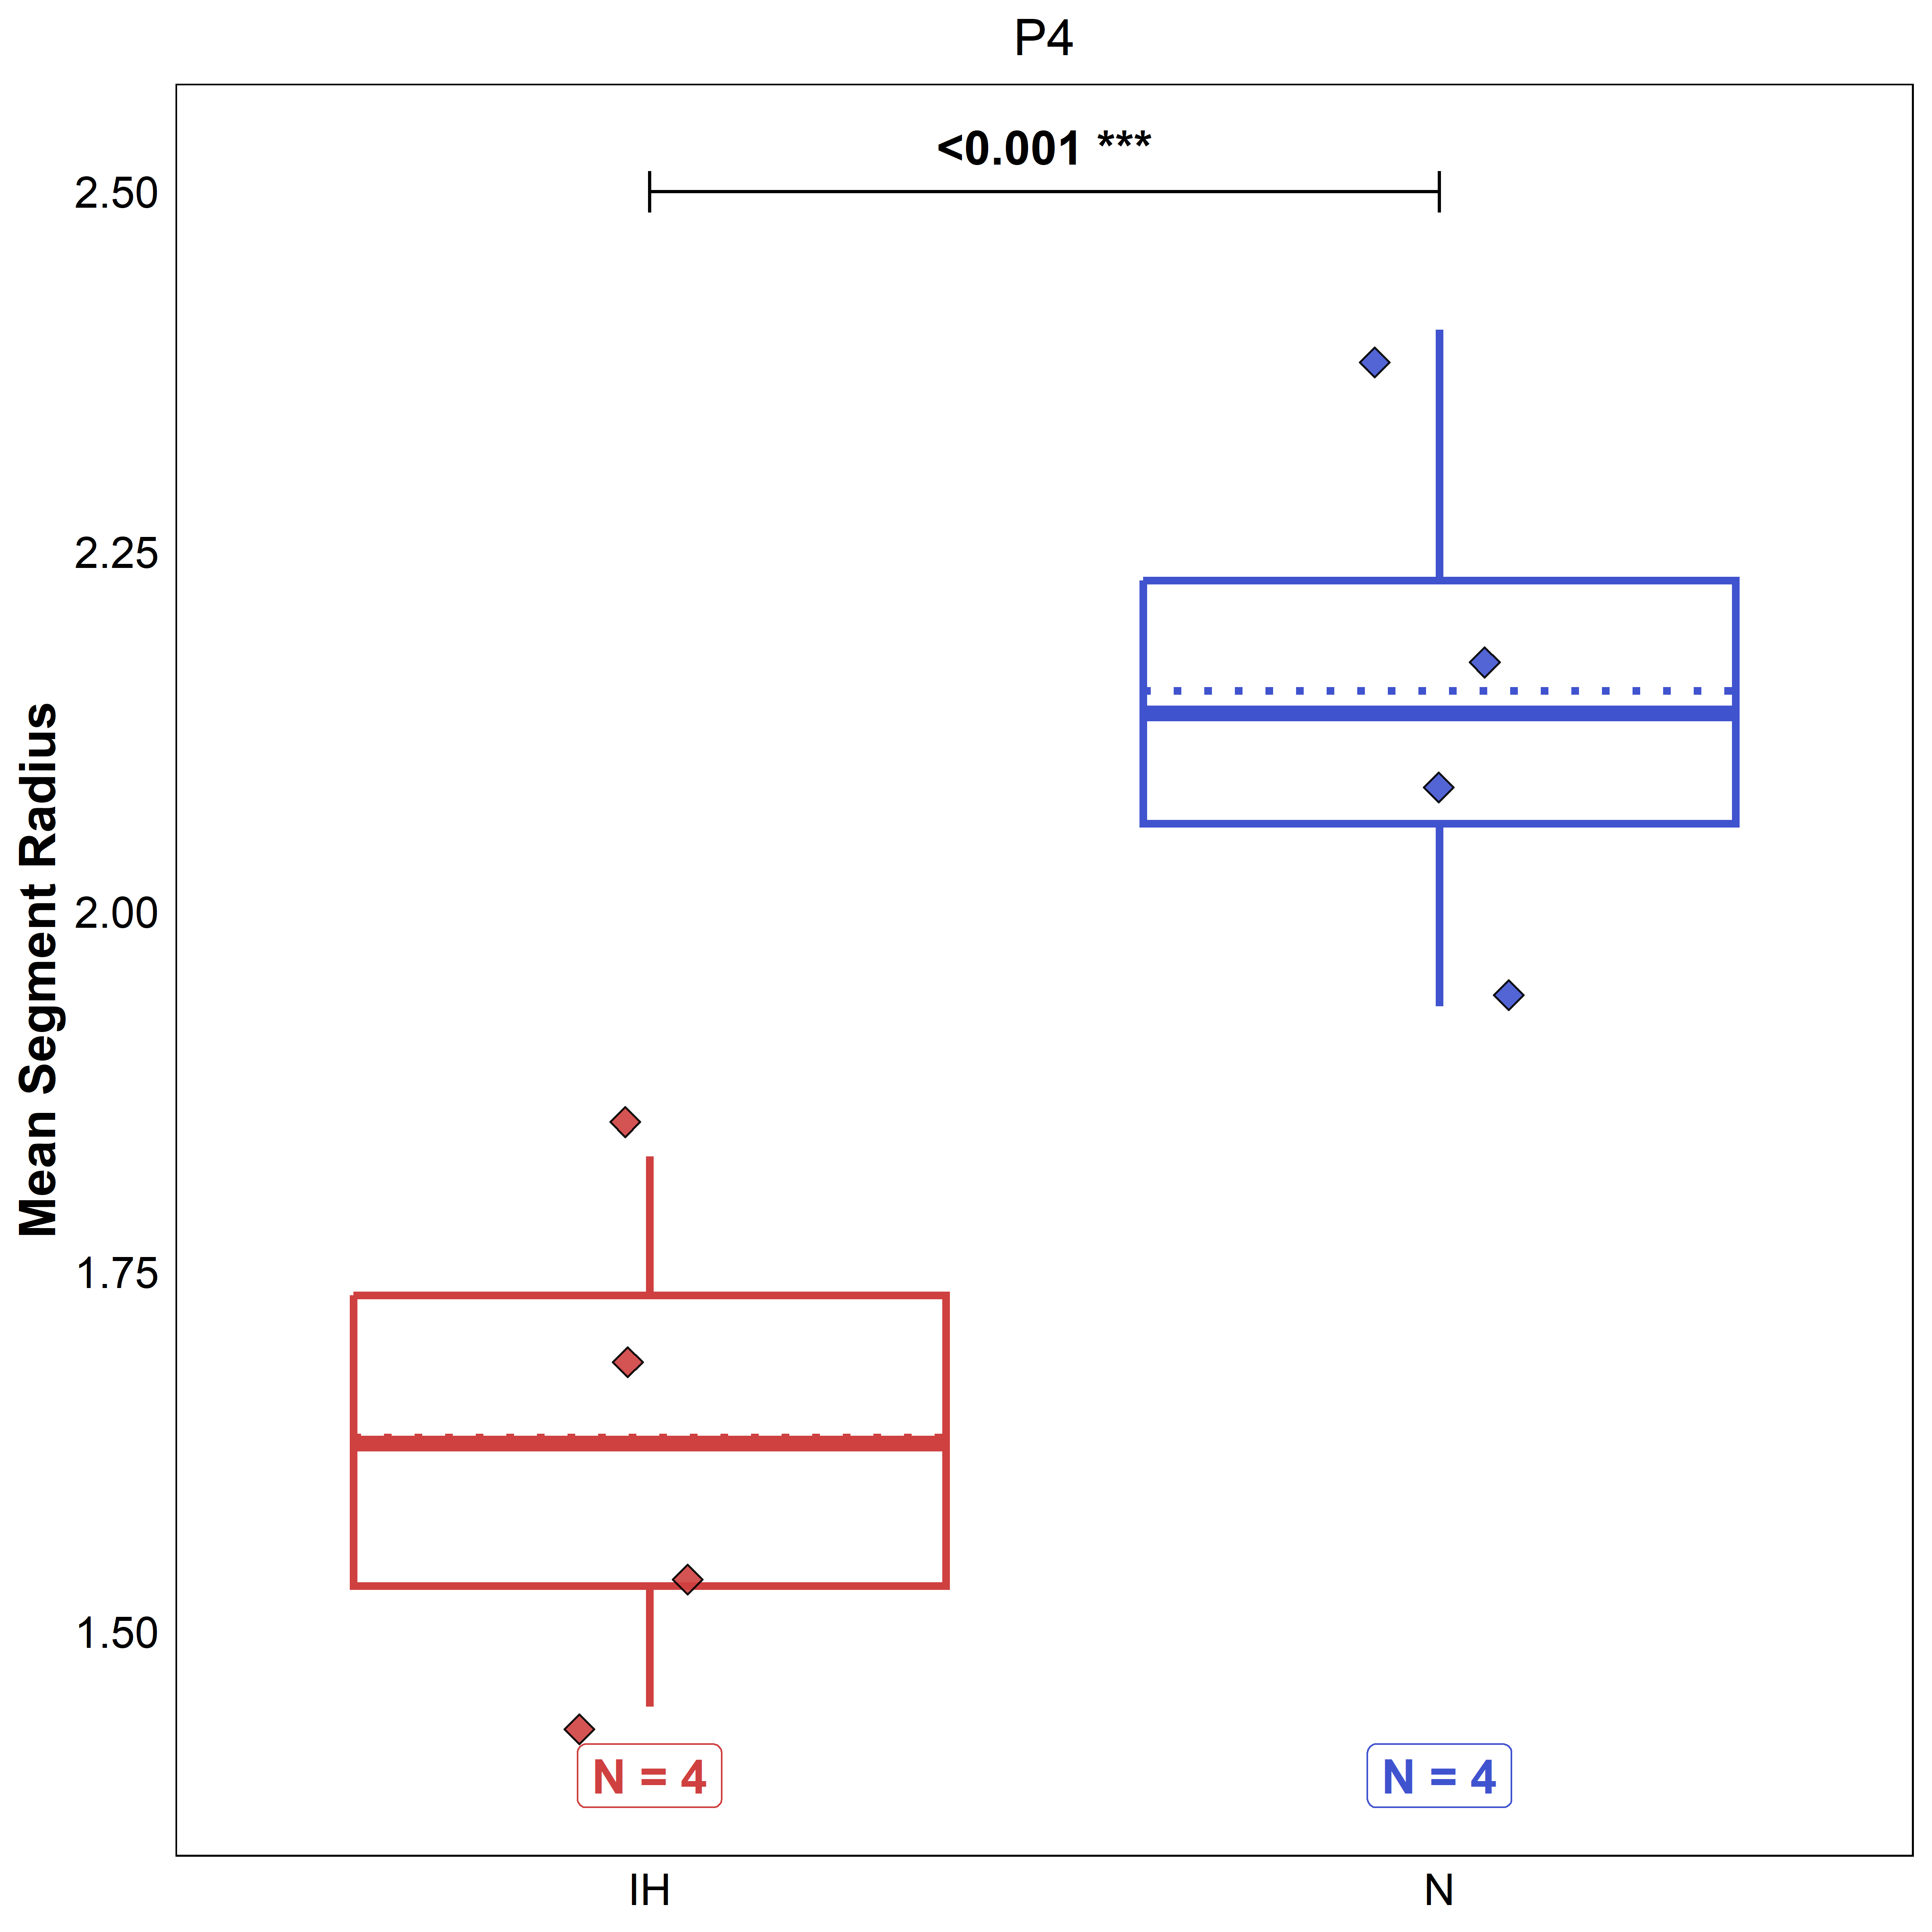 P4
<0.001 ***
2.50
2.25
2.00
1.75
1.50
Mean Segment Radius
N = 4
N = 4
IH
N